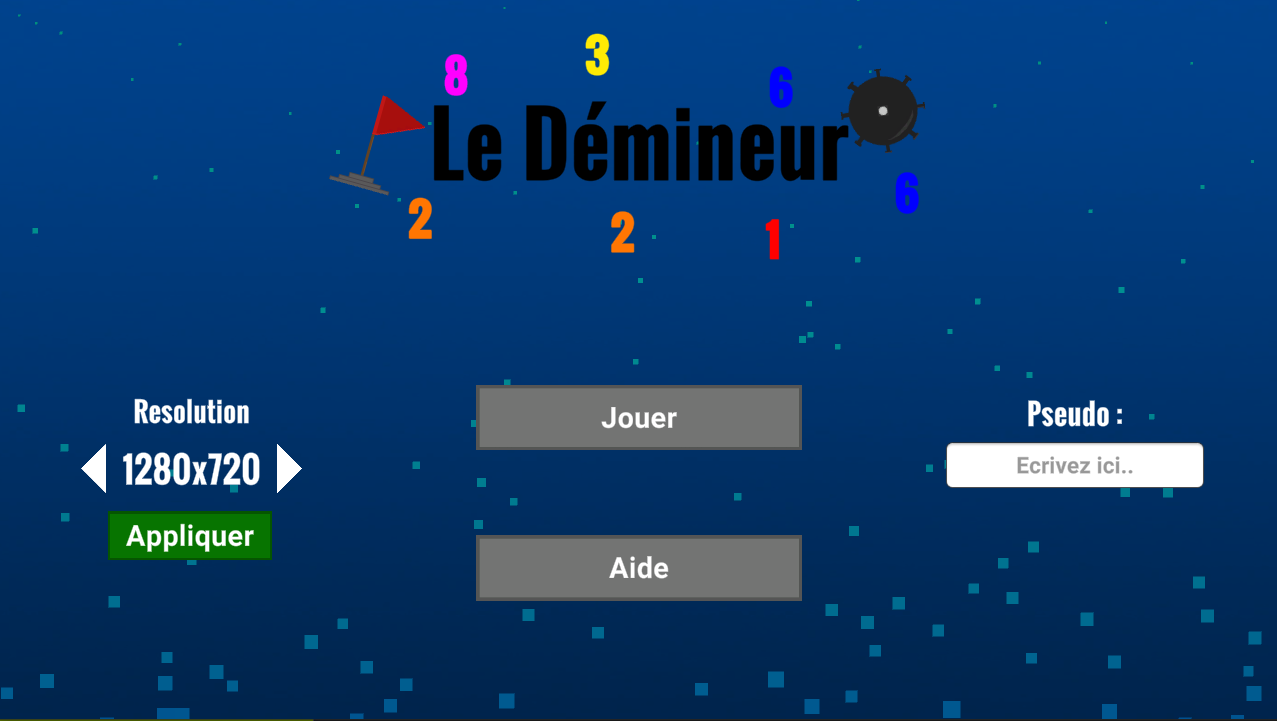 8
3
6
Le Démineur
6
2
2
1
Resolution
1280x720
Appliquer
Jouer
Aide
Pseudo :
Ecrivez ici..